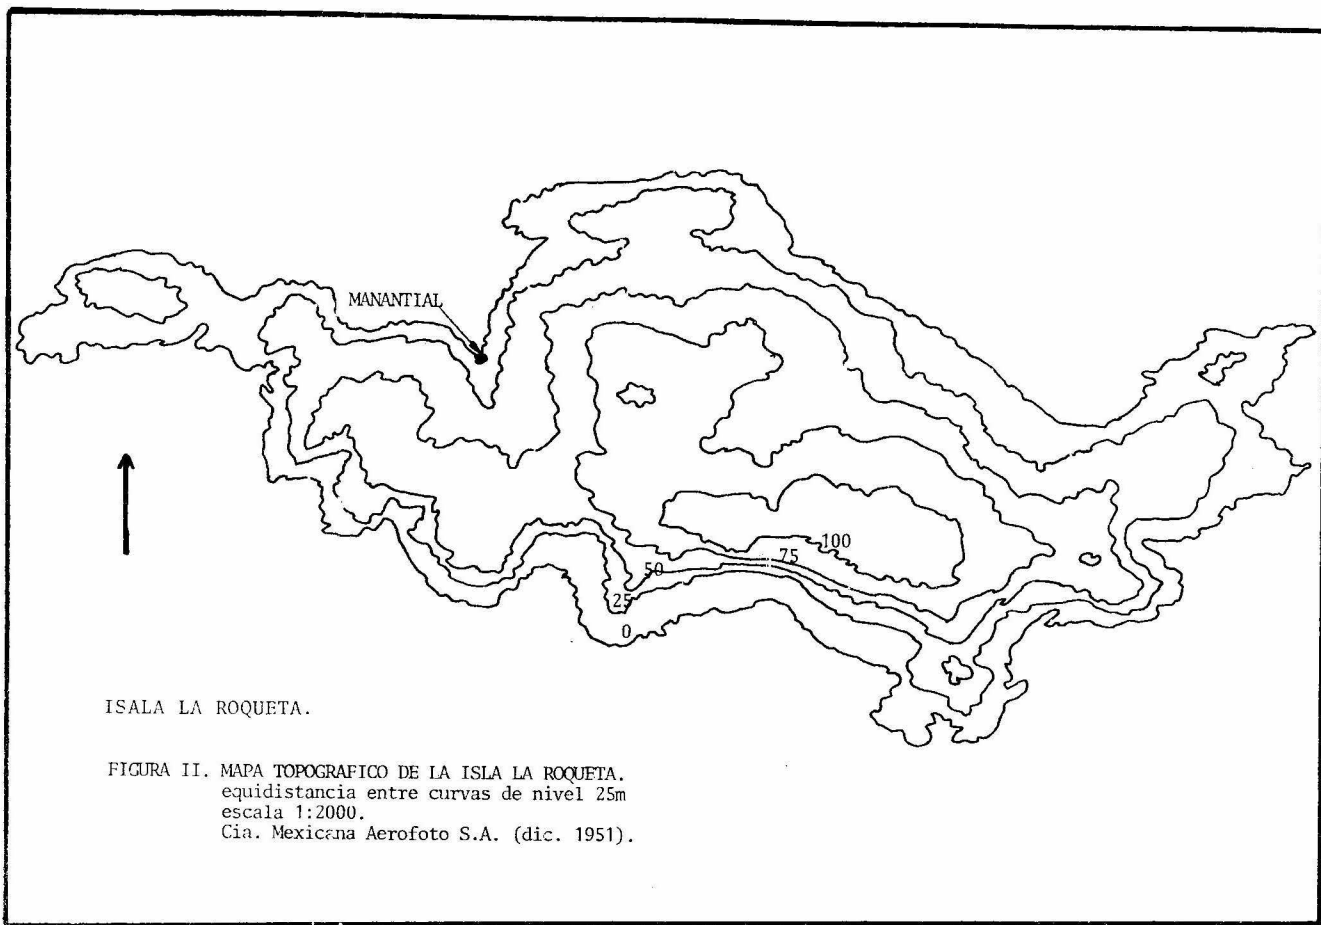 MANANTIAL
100
75
50
25
0
ISALA LA ROQUETA.
FIGURA II. MAPA TOPOGRAFICO DE LA ISLA LA ROQUETA.
equidistancia entre curvas de nivel 25m
escala 1:2000.
Cia. Mexicana Aerofoto S.A. (dic. 1951).